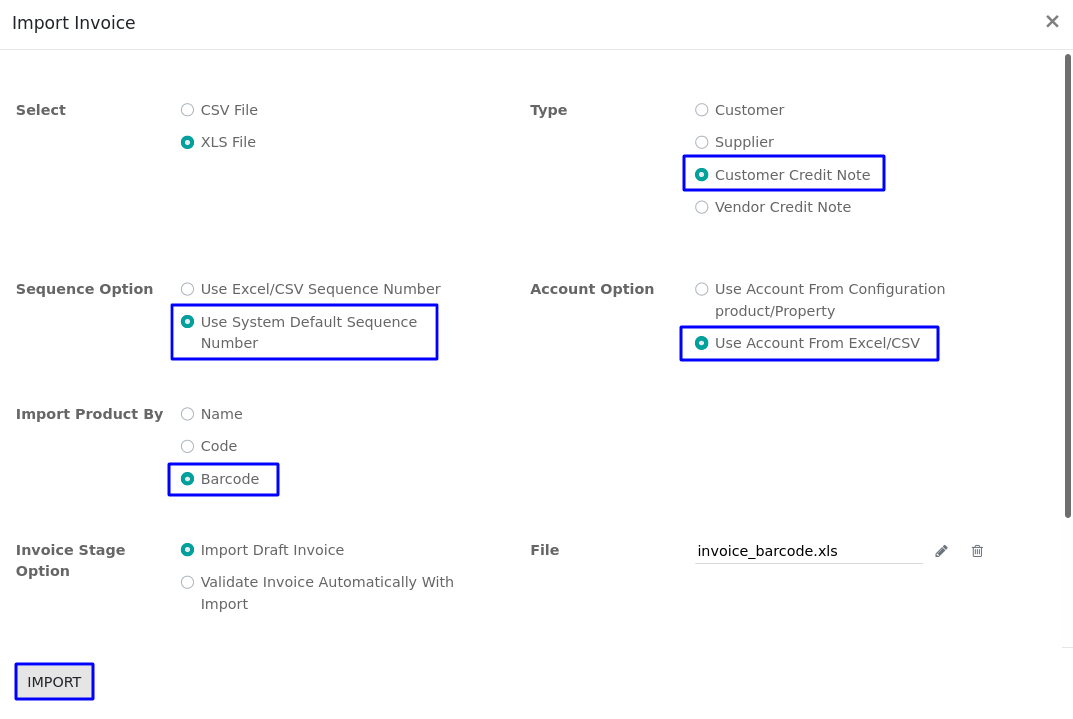 Import Invoice
Select
CSV File
XLS File
Type
Customer
Supplier
Customer Credit Note
Vendor Credit Note
Sequence Option
Use Excel/CSV Sequence Number
Use System Default Sequence
Number
Account Option
Use Account From Configuration
product/Property
Use Account From Excel/CSV
Import Product By
Name
Code
Barcode
Invoice Stage
Option
Import Draft Invoice
Validate Invoice Automatically With
Import
File
invoice_barcode.xls
IMPORT